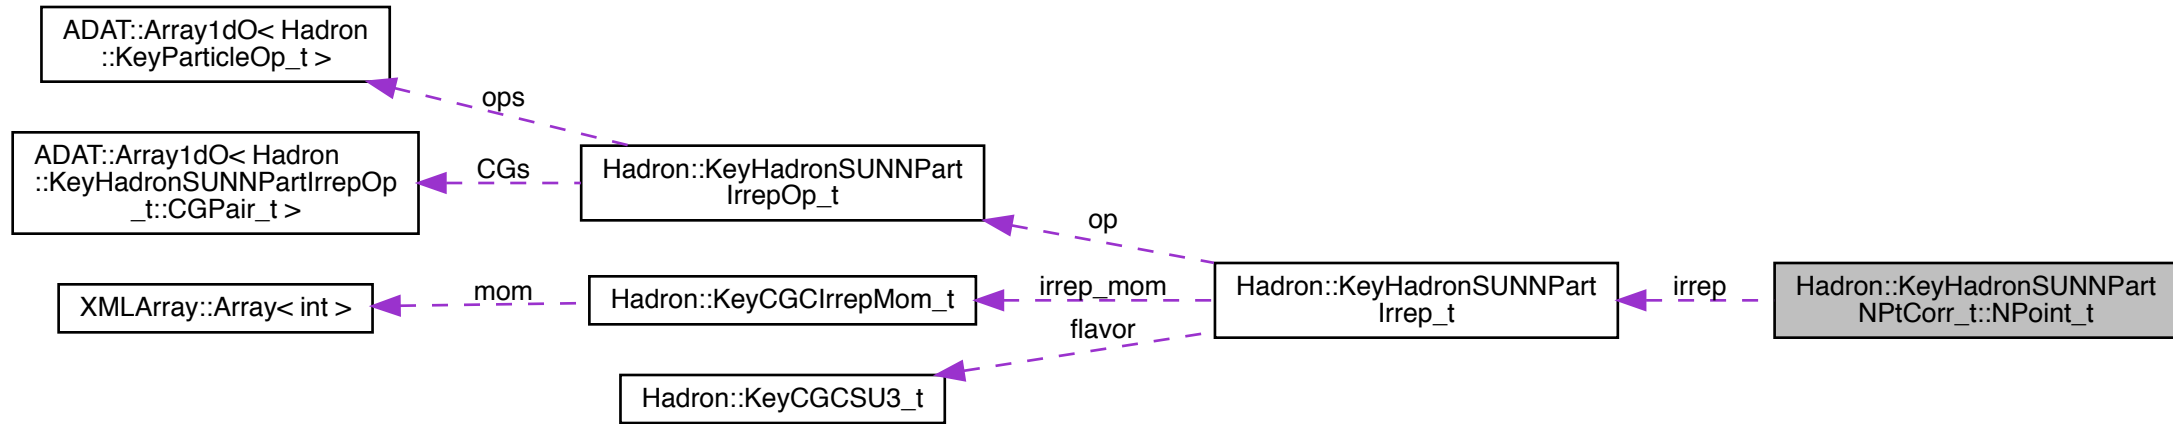 ADAT::Array1dO< Hadron
::KeyParticleOp_t >
ops
ADAT::Array1dO< Hadron
::KeyHadronSUNNPartIrrepOp
_t::CGPair_t >
CGs
Hadron::KeyHadronSUNNPart
IrrepOp_t
op
XMLArray::Array< int >
mom
Hadron::KeyCGCIrrepMom_t
irrep_mom
flavor
Hadron::KeyCGCSU3_t
Hadron::KeyHadronSUNNPart
Irrep_t
irrep
Hadron::KeyHadronSUNNPart
NPtCorr_t::NPoint_t